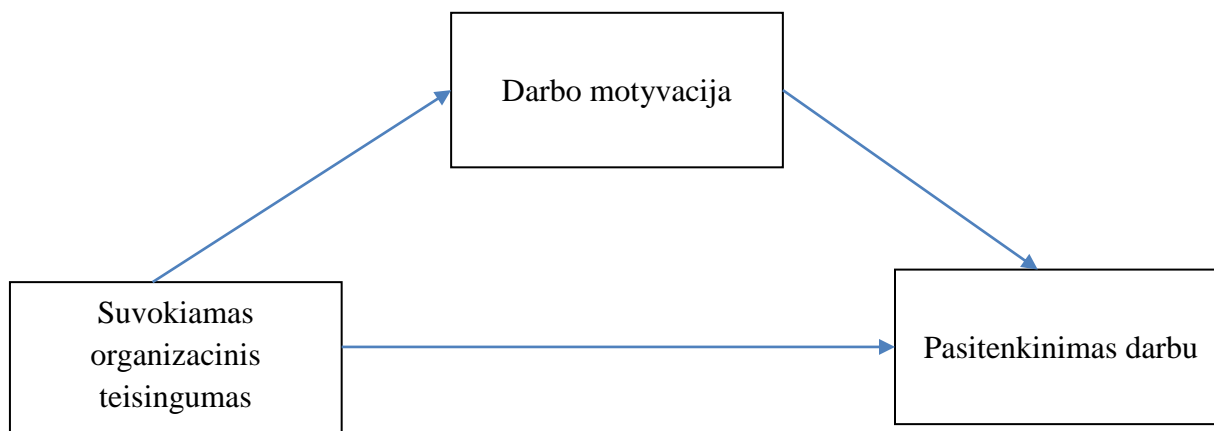 Darbo motyvacija
Suvokiamas
organizacinis
teisingumas
Pasitenkinimas darbu